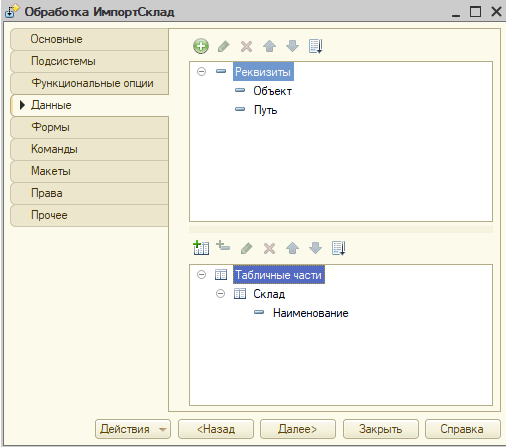 Обработка ИмпортСклад
Основные
Подсистемы
Функциональные опции
Данные
Формы
Команды
Макеты
Права
Прочее
Реквизиты
Объект
Путь
Табличные части
Склад
Наименование
Действия
<Назад
Далее>
Закрыть
Справка